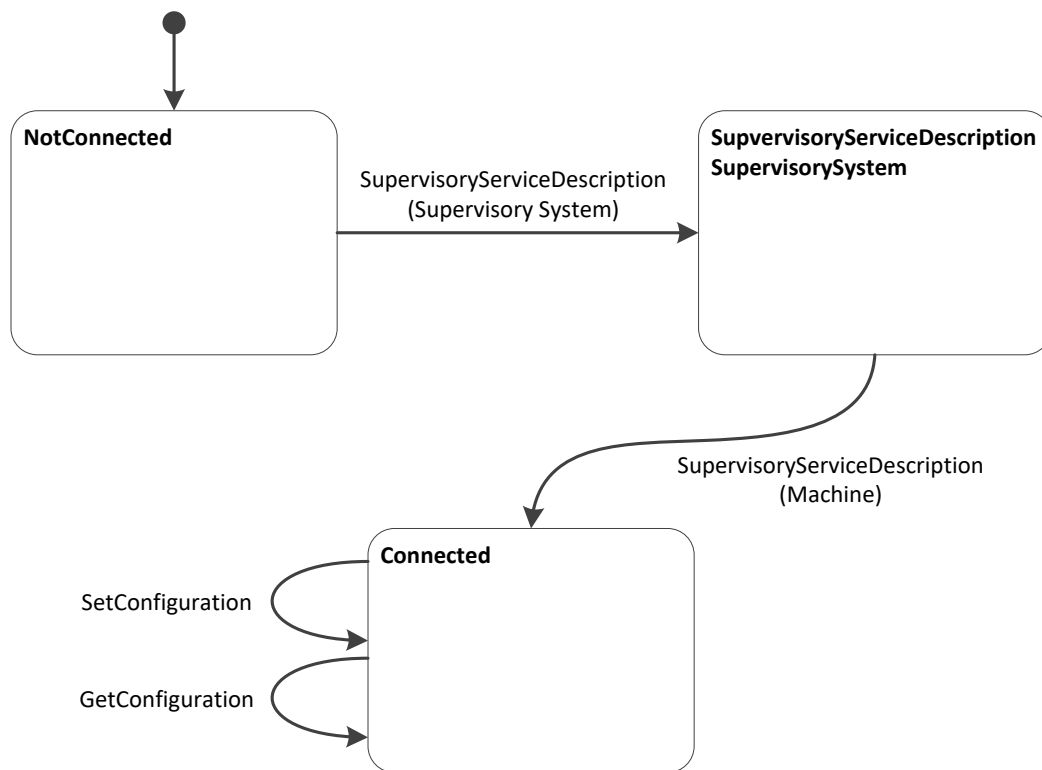 NotConnected
SupvervisoryServiceDescription
SupervisorySystem
SupervisoryServiceDescription
(Supervisory System)
SupervisoryServiceDescription
(Machine)
Connected
SetConfiguration
GetConfiguration